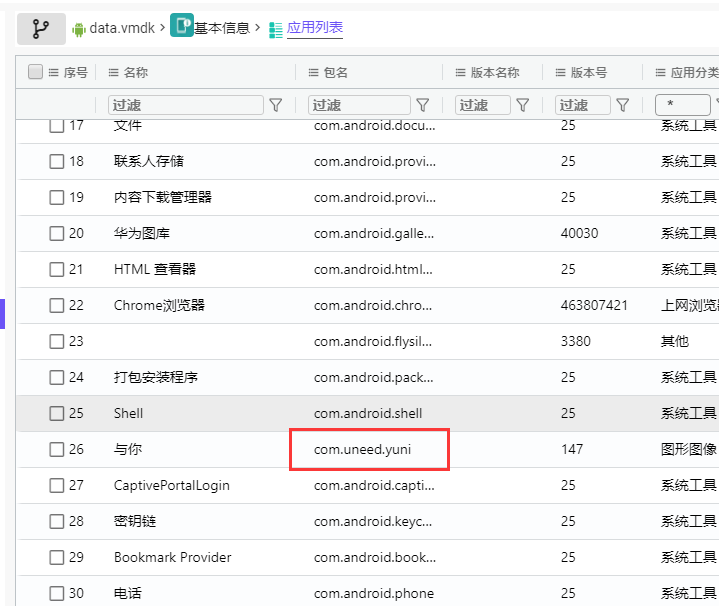 data.vmdk > 基本信息 > 应用列表
序号 名称 包名 版本名称 版本号 应用分类
过滤 过滤 过滤 过滤 *
17 文件 com.android.docu... 25 系统工具
18 联系人存储 com.android.provi... 25 系统工具
19 内容下载管理器 com.android.provi... 25 系统工具
20 华为图库 com.android.galle... 40030 系统工具
21 HTML 查看器 com.android.html... 25 系统工具
22 Chrome浏览器 com.android.chro... 463807421 上网浏览器
23 com.android.flysil... 3380 其他
24 打包安装程序 com.android.pack... 25 系统工具
25 Shell com.android.shell 25 系统工具
26 与你 com.uneed.yuni 147 图形图像
27 CaptivePortalLogin com.android.capti... 25 系统工具
28 密钥链 com.android.keyc... 25 系统工具
29 Bookmark Provider com.android.book... 25 系统工具
30 电话 com.android.phone 25 系统工具